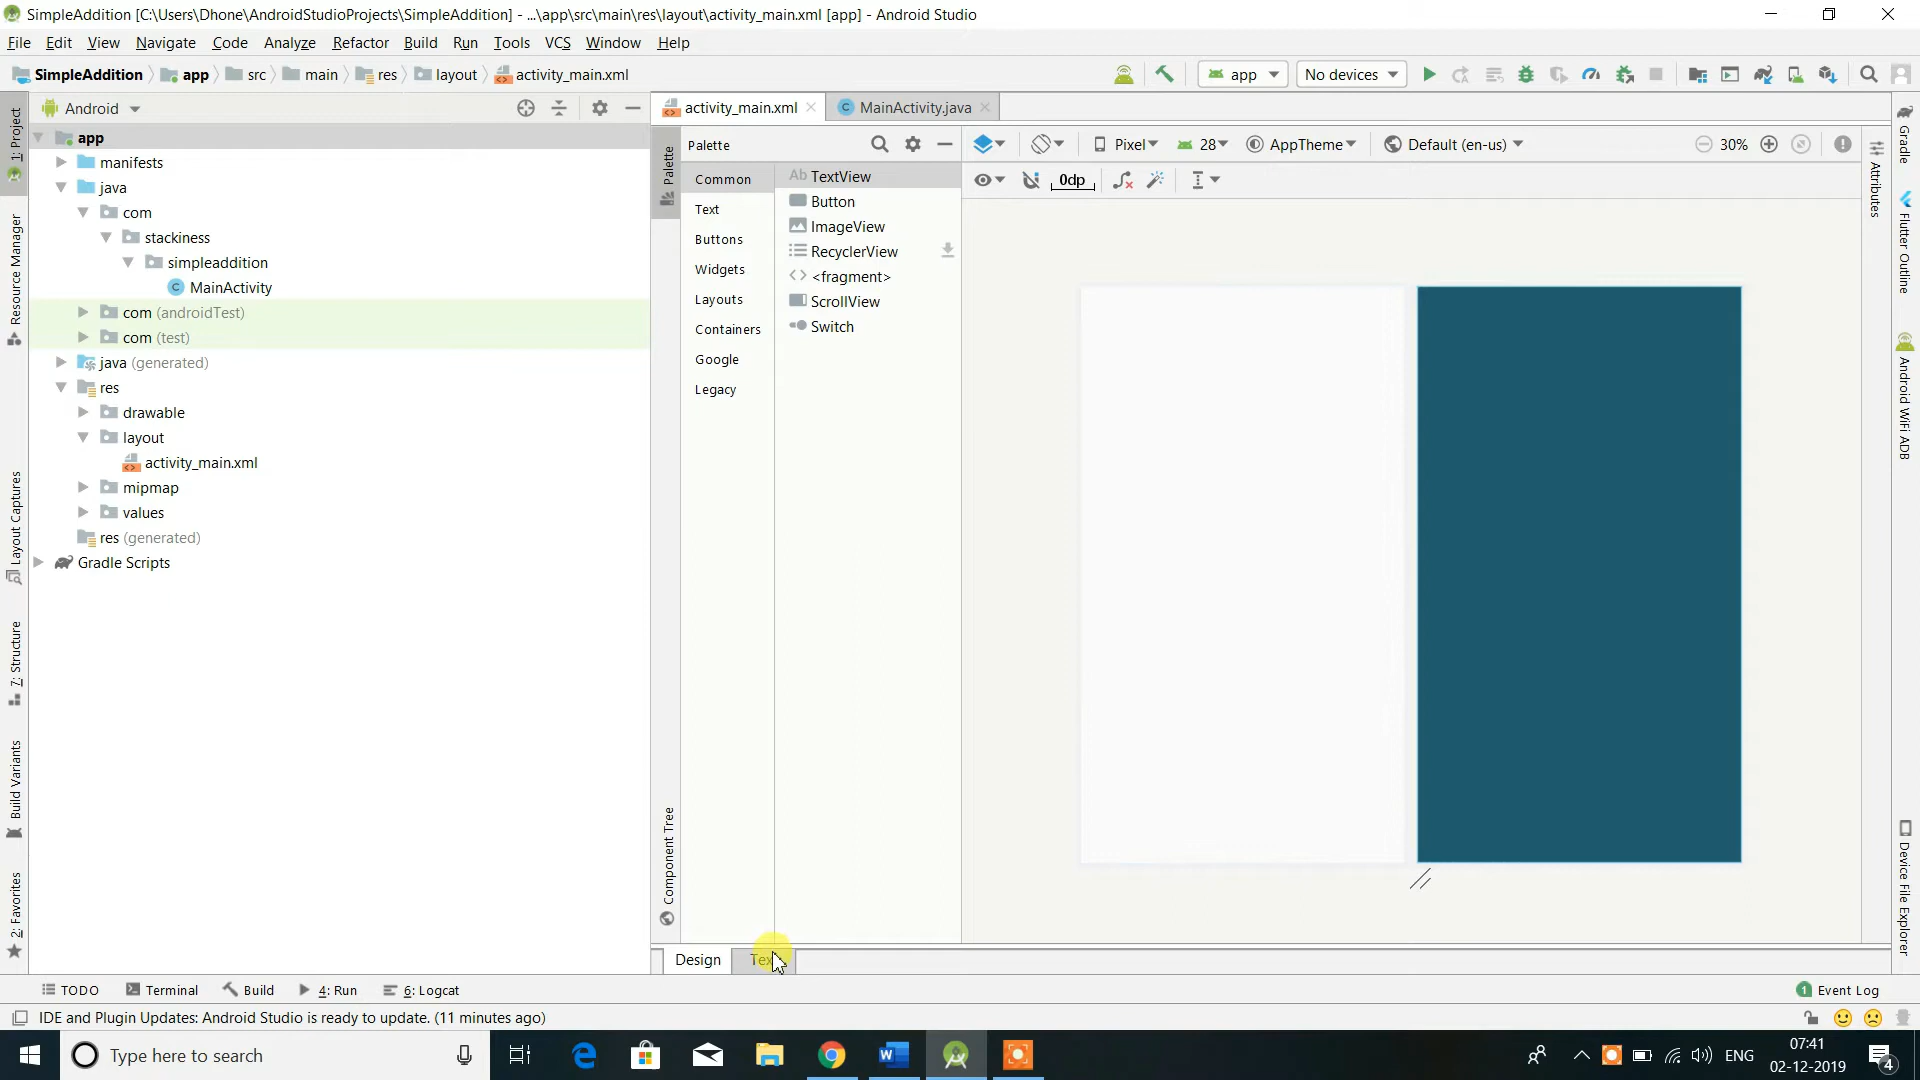 SimpleAddition [C:\Users\Dhone\AndroidStudioProjects\SimpleAddition] - ...\app\src\main\res\layout\activity_main.xml [app] - Android Studio
File Edit View Navigate Code Analyze Refactor Build Run Tools VCS Window Help
SimpleAddition app src main res layout activity_main.xml app No devices
Android
activity_main.xml MainActivity.java
app
manifests
java
com
stackiness
simpleaddition
MainActivity
com (androidTest)
com (test)
java (generated)
res
drawable
layout
activity_main.xml
mipmap
values
res (generated)
Gradle Scripts
1: Project
Resource Manager
Layout Captures
7: Structure
Build Variants
2: Favorites
Palette
Component Tree
Palette
Common
Text
Buttons
Widgets
Layouts
Containers
Google
Legacy
Ab TextView
Button
ImageView
RecyclerView
<fragment>
ScrollView
Switch
Pixel 28 AppTheme Default (en-us) 30%
0dp
Attributes
Gradle
Flutter Outline
Android WiFi ADB
Device File Explorer
Design
TODO Terminal Build 4: Run 6: Logcat 1 Event Log
IDE and Plugin Updates: Android Studio is ready to update. (11 minutes ago)
Type here to search
ENG
07:41
02-12-2019
4